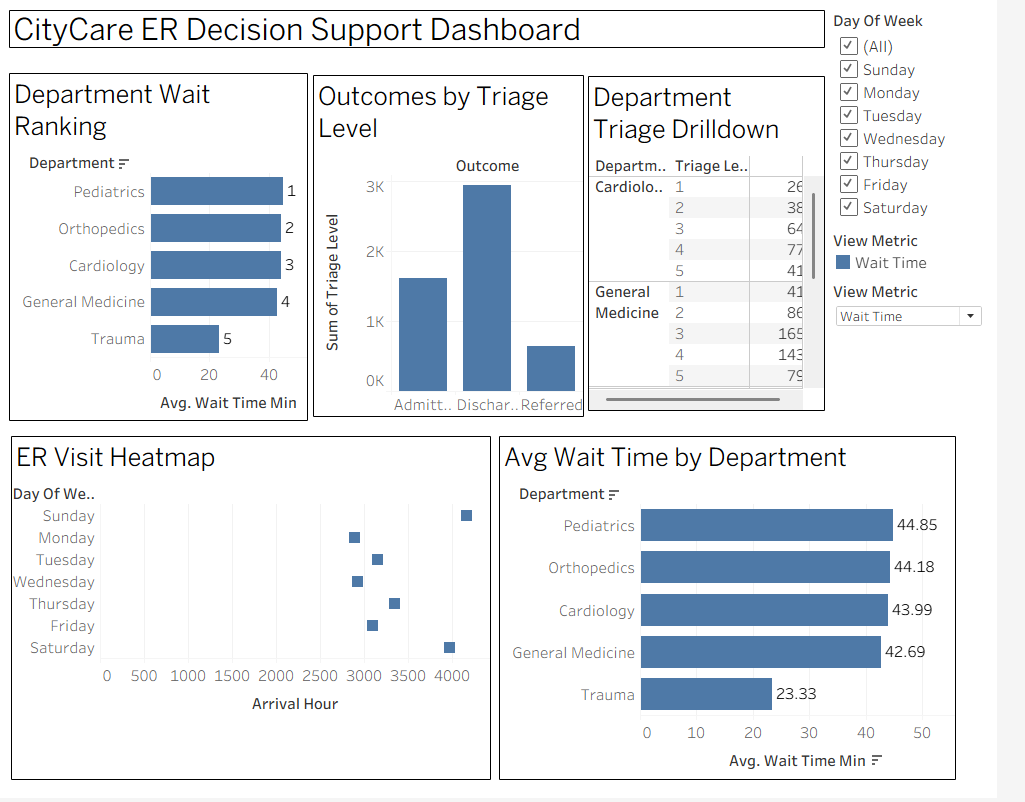 CityCare ER Decision Support Dashboard
Department Wait
Ranking
Department
Pediatrics 1
Orthopedics 2
Cardiology 3
General Medicine 4
Trauma 5
0 20 40
Avg. Wait Time Min
Outcomes by Triage
Level
Outcome
Sum of Triage Level
3K
2K
1K
0K
Admitt.. Dischar.. Referred
Department
Triage Drilldown
Departm.. Triage Le..
Cardiolo.. 1 26
2 38
3 64
4 77
5 41
General 1 41
Medicine 2 86
3 165
4 143
5 79
Day Of Week
(All)
Sunday
Monday
Tuesday
Wednesday
Thursday
Friday
Saturday
View Metric
Wait Time
View Metric
Wait Time
ER Visit Heatmap
Day Of We..
Sunday
Monday
Tuesday
Wednesday
Thursday
Friday
Saturday
0 500 1000 1500 2000 2500 3000 3500 4000
Arrival Hour
Avg Wait Time by Department
Department
Pediatrics 44.85
Orthopedics 44.18
Cardiology 43.99
General Medicine 42.69
Trauma 23.33
0 10 20 30 40 50
Avg. Wait Time Min